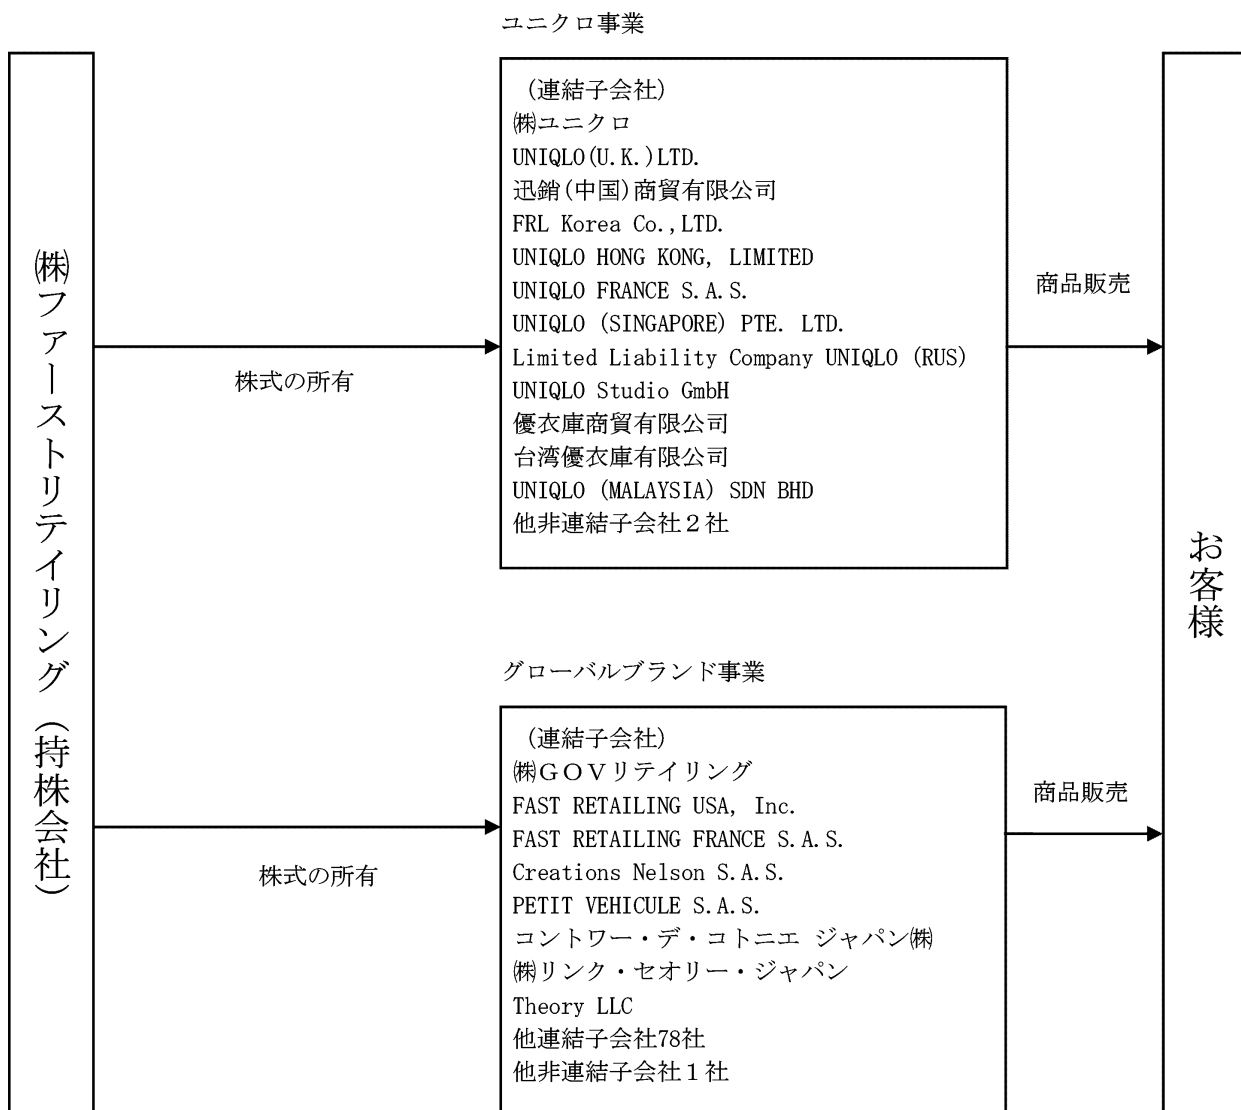 ユニクロ事業
㈱ファーストリテイリング（持株会社）
株式の所有
（連結子会社）
㈱ユニクロ
UNIQLO(U.K.)LTD.
迅銷(中国)商貿有限公司
FRL Korea Co.,LTD.
UNIQLO HONG KONG, LIMITED
UNIQLO FRANCE S.A.S.
UNIQLO (SINGAPORE) PTE. LTD.
Limited Liability Company UNIQLO (RUS)
UNIQLO Studio GmbH
優衣庫商貿有限公司
台湾優衣庫有限公司
UNIQLO (MALAYSIA) SDN BHD
他非連結子会社２社
商品販売
お客様
グローバルブランド事業
株式の所有
（連結子会社）
㈱ＧＯＶリテイリング
FAST RETAILING USA, Inc.
FAST RETAILING FRANCE S.A.S.
Creations Nelson S.A.S.
PETIT VEHICULE S.A.S.
コントワー・デ・コトニエ ジャパン㈱
㈱リンク・セオリー・ジャパン
Theory LLC
他連結子会社78社
他非連結子会社１社
商品販売